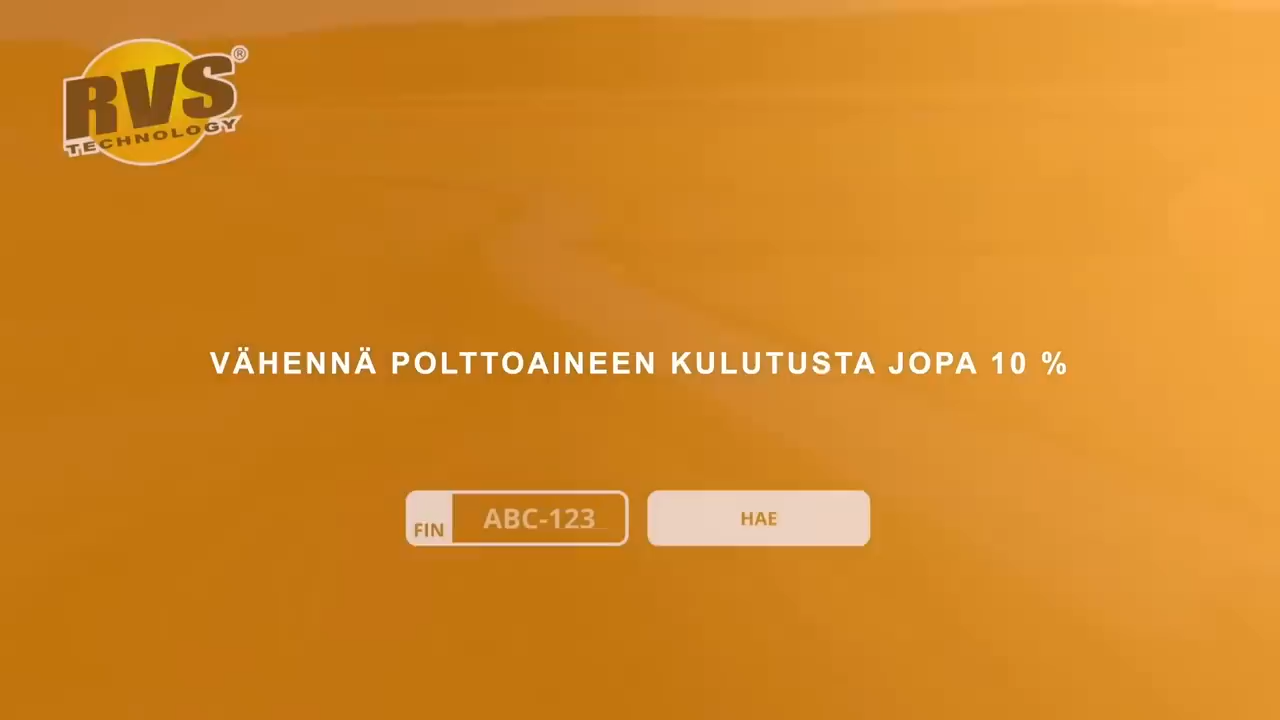 RVS®
TECHNOLOGY
VÄHENNÄ POLTTOAINEEN KULUTUSTA JOPA 10 %
FIN ABC-123 HAE